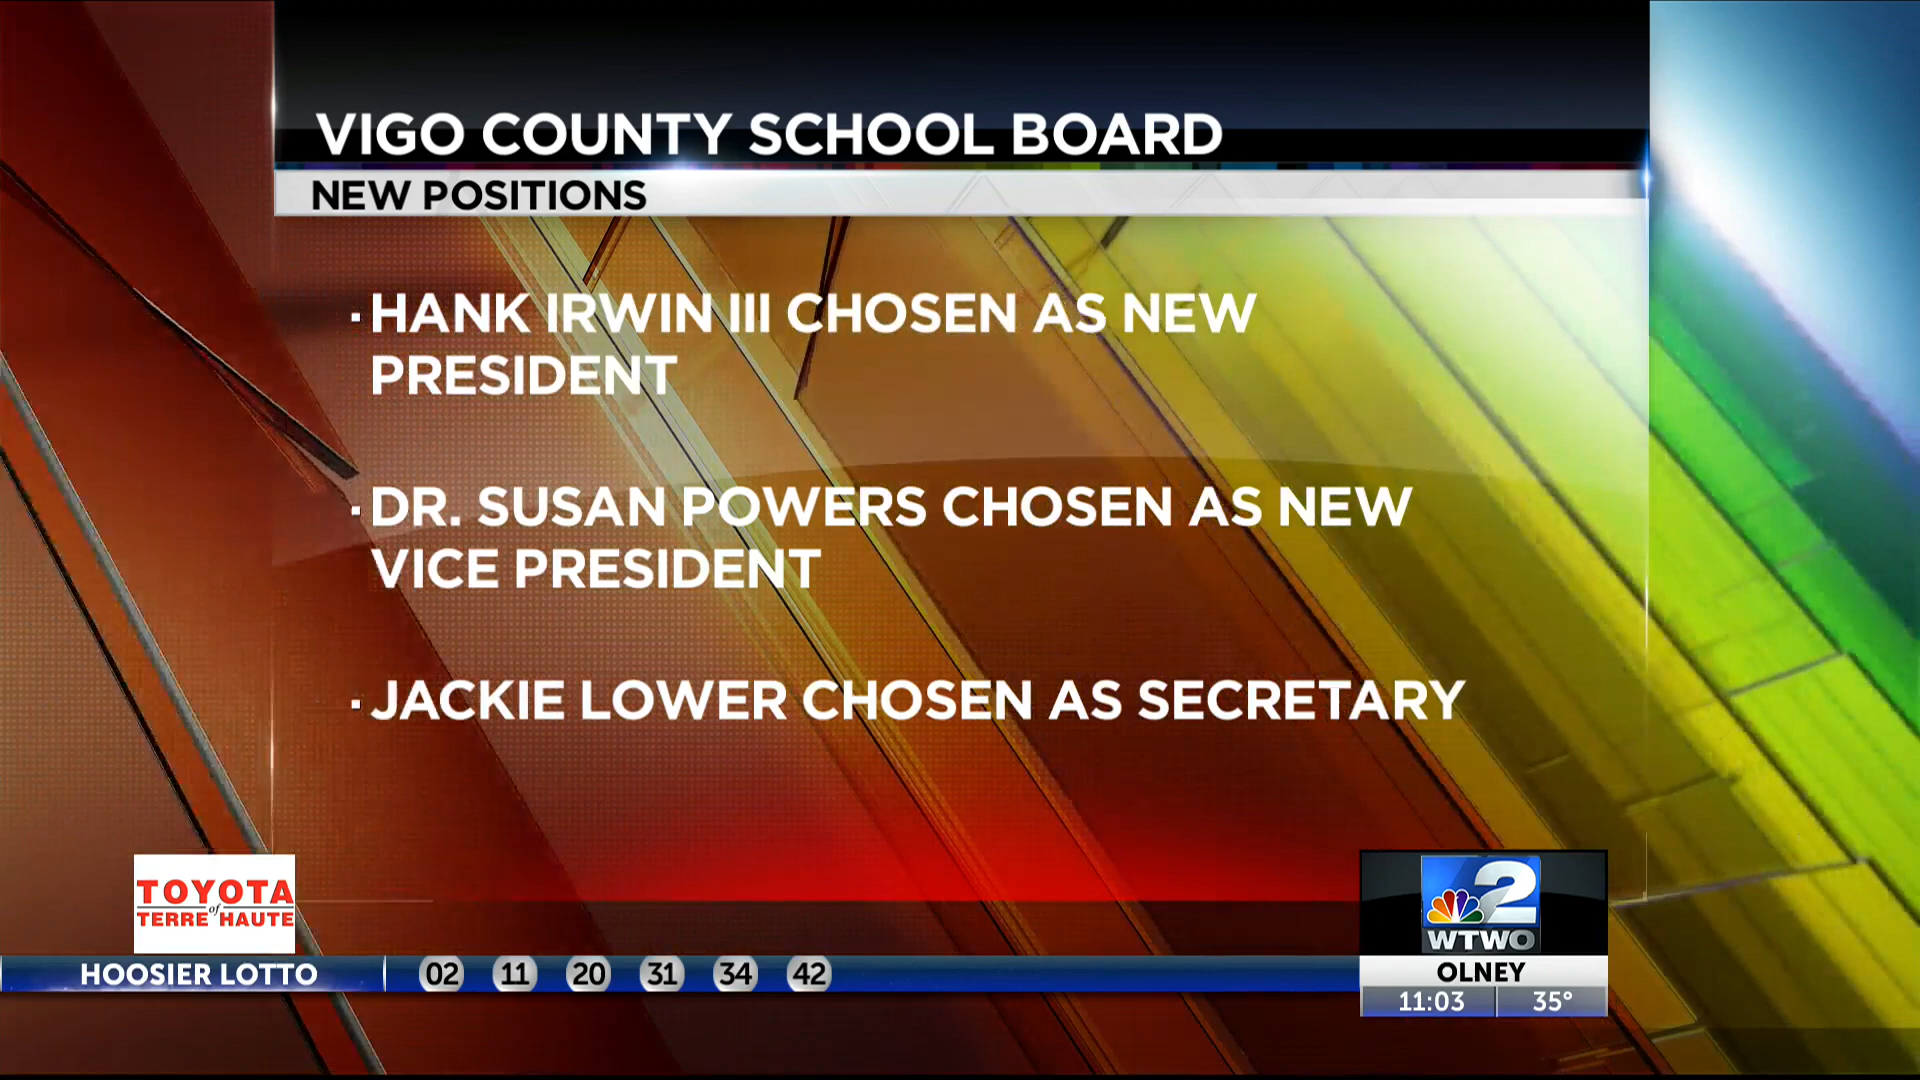 VIGO COUNTY SCHOOL BOARD
NEW POSITIONS
· HANK IRWIN III CHOSEN AS NEW
PRESIDENT
· DR. SUSAN POWERS CHOSEN AS NEW
VICE PRESIDENT
· JACKIE LOWER CHOSEN AS SECRETARY
TOYOTA
TERRE of HAUTE
HOOSIER LOTTO 02 11 20 31 34 42
2
WTWO
OLNEY
11:03 35°